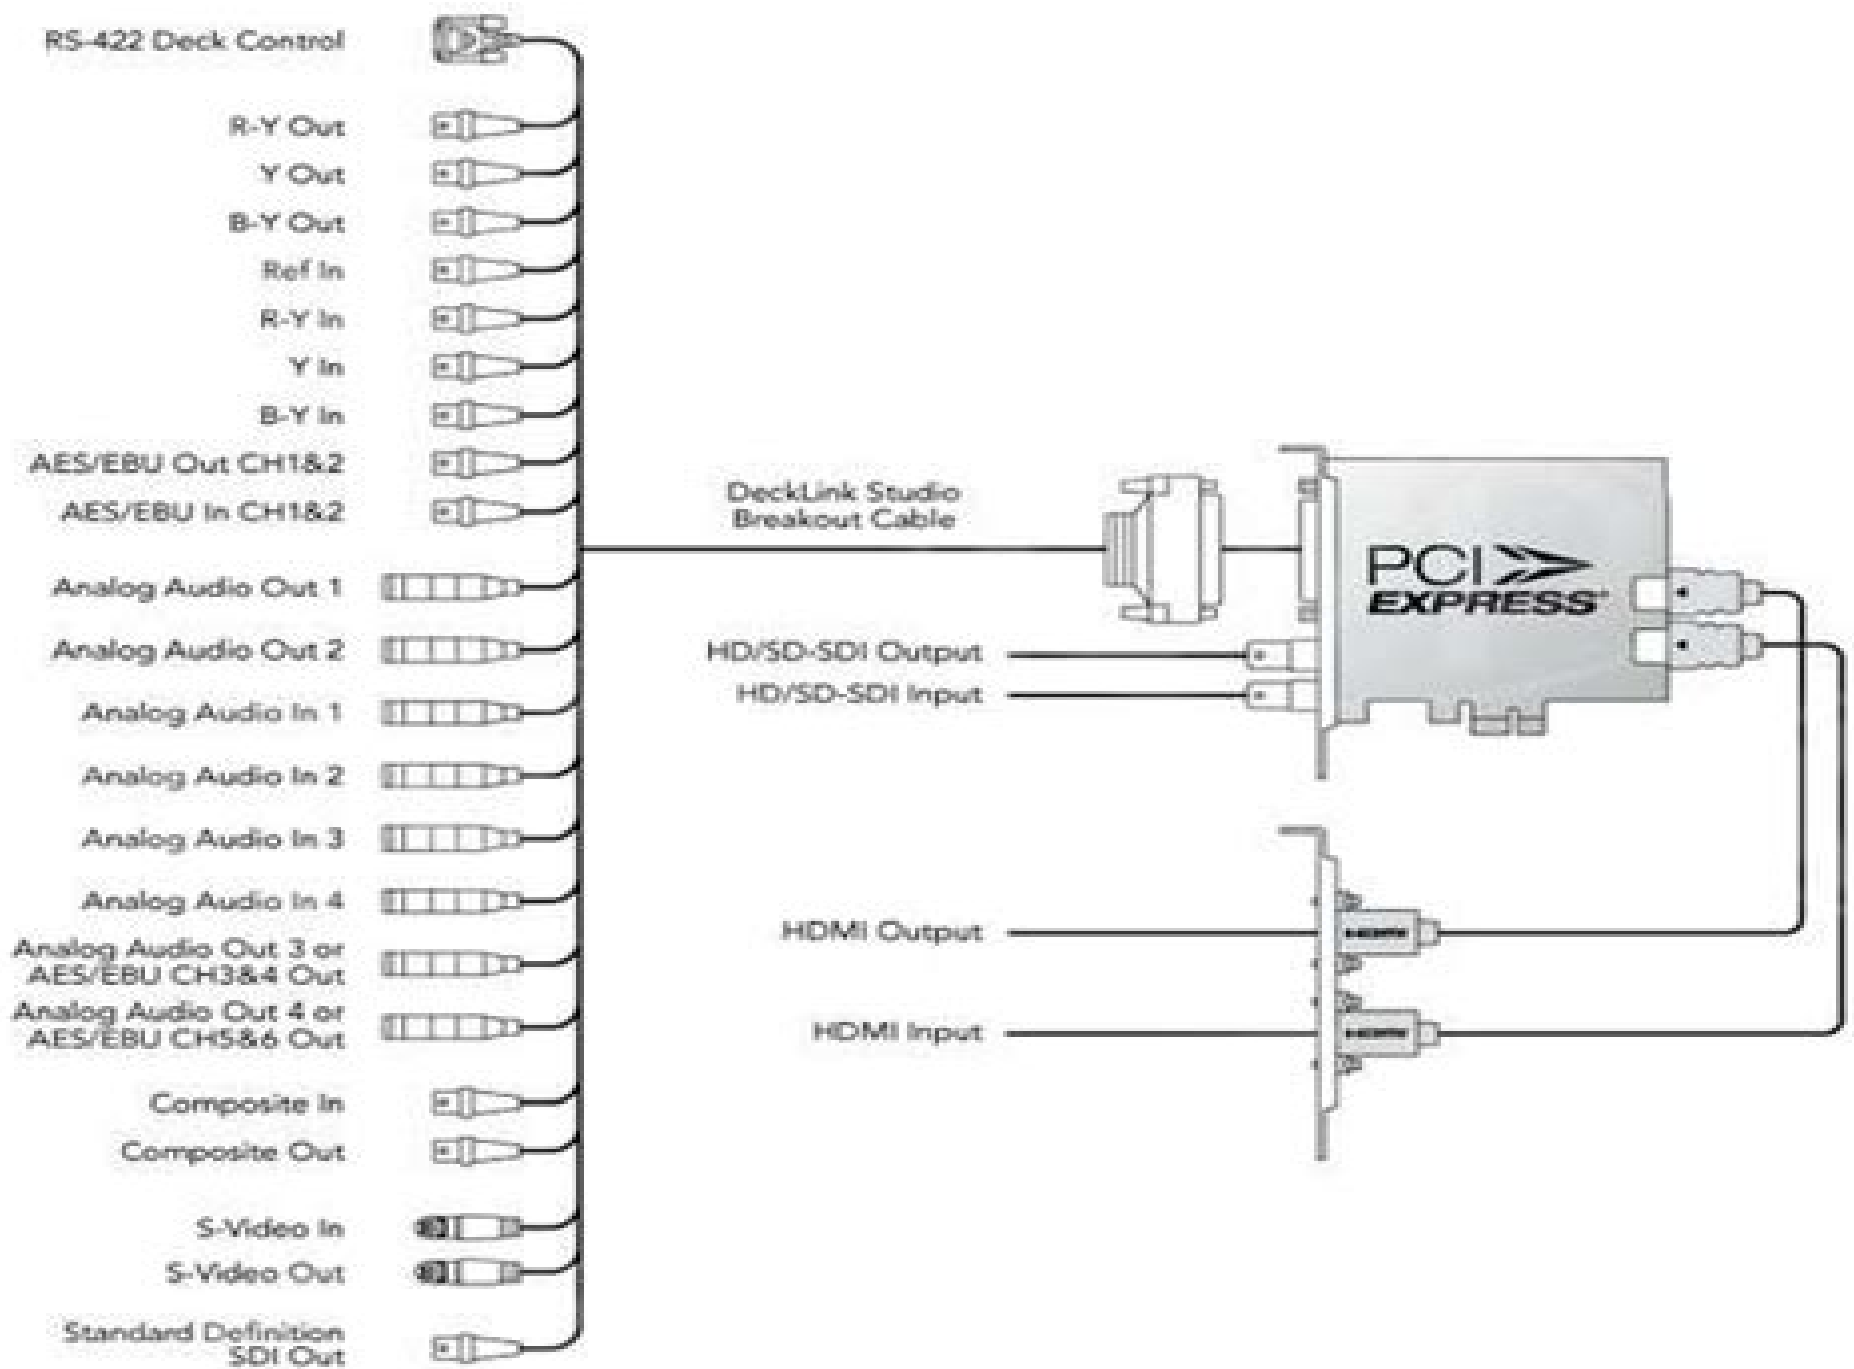 RS-422 Deck Control
R-Y Out
Y Out
B-Y Out
Ref In
R-Y In
Y In
B-Y In
AES/EBU Out CH1&2
AES/EBU In CH1&2
Analog Audio Out 1
Analog Audio Out 2
Analog Audio In 1
Analog Audio In 2
Analog Audio In 3
Analog Audio In 4
Analog Audio Out 3 or
AES/EBU CH3&4 Out
Analog Audio Out 4 or
AES/EBU CH5&6 Out
Composite In
Composite Out
S-Video In
S-Video Out
Standard Definition
SDI Out
DeckLink Studio
Breakout Cable
HD/SD-SDI Output
HD/SD-SDI Input
PCI
EXPRESS®
HDMI Output
HDMI
HDMI Input
HDMI